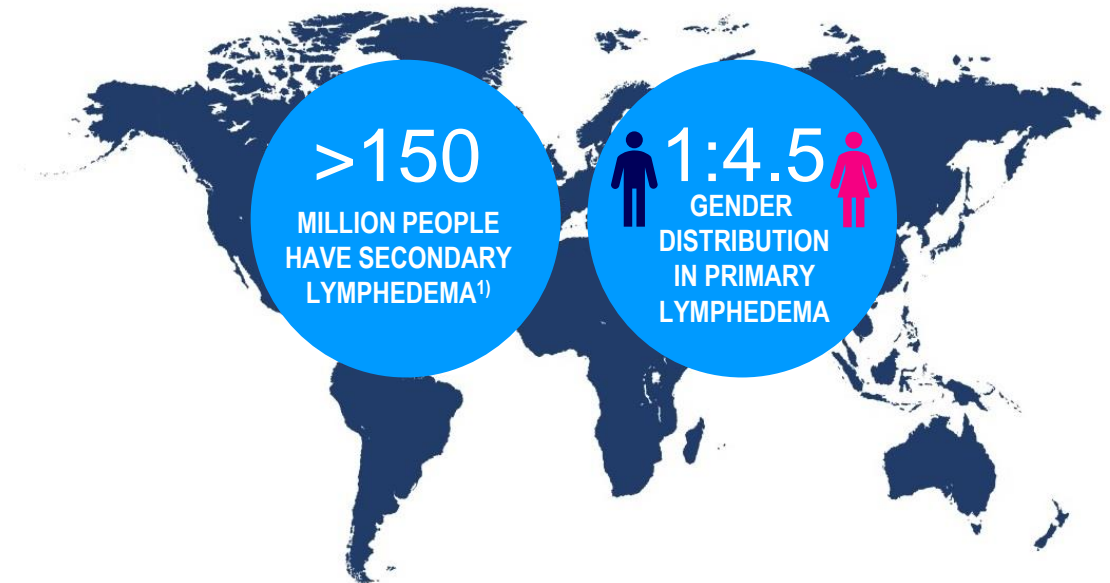 >150
MILLION PEOPLE
HAVE SECONDARY
LYMPHEDEMA1)
1:4.5
GENDER
DISTRIBUTION
IN PRIMARY
LYMPHEDEMA